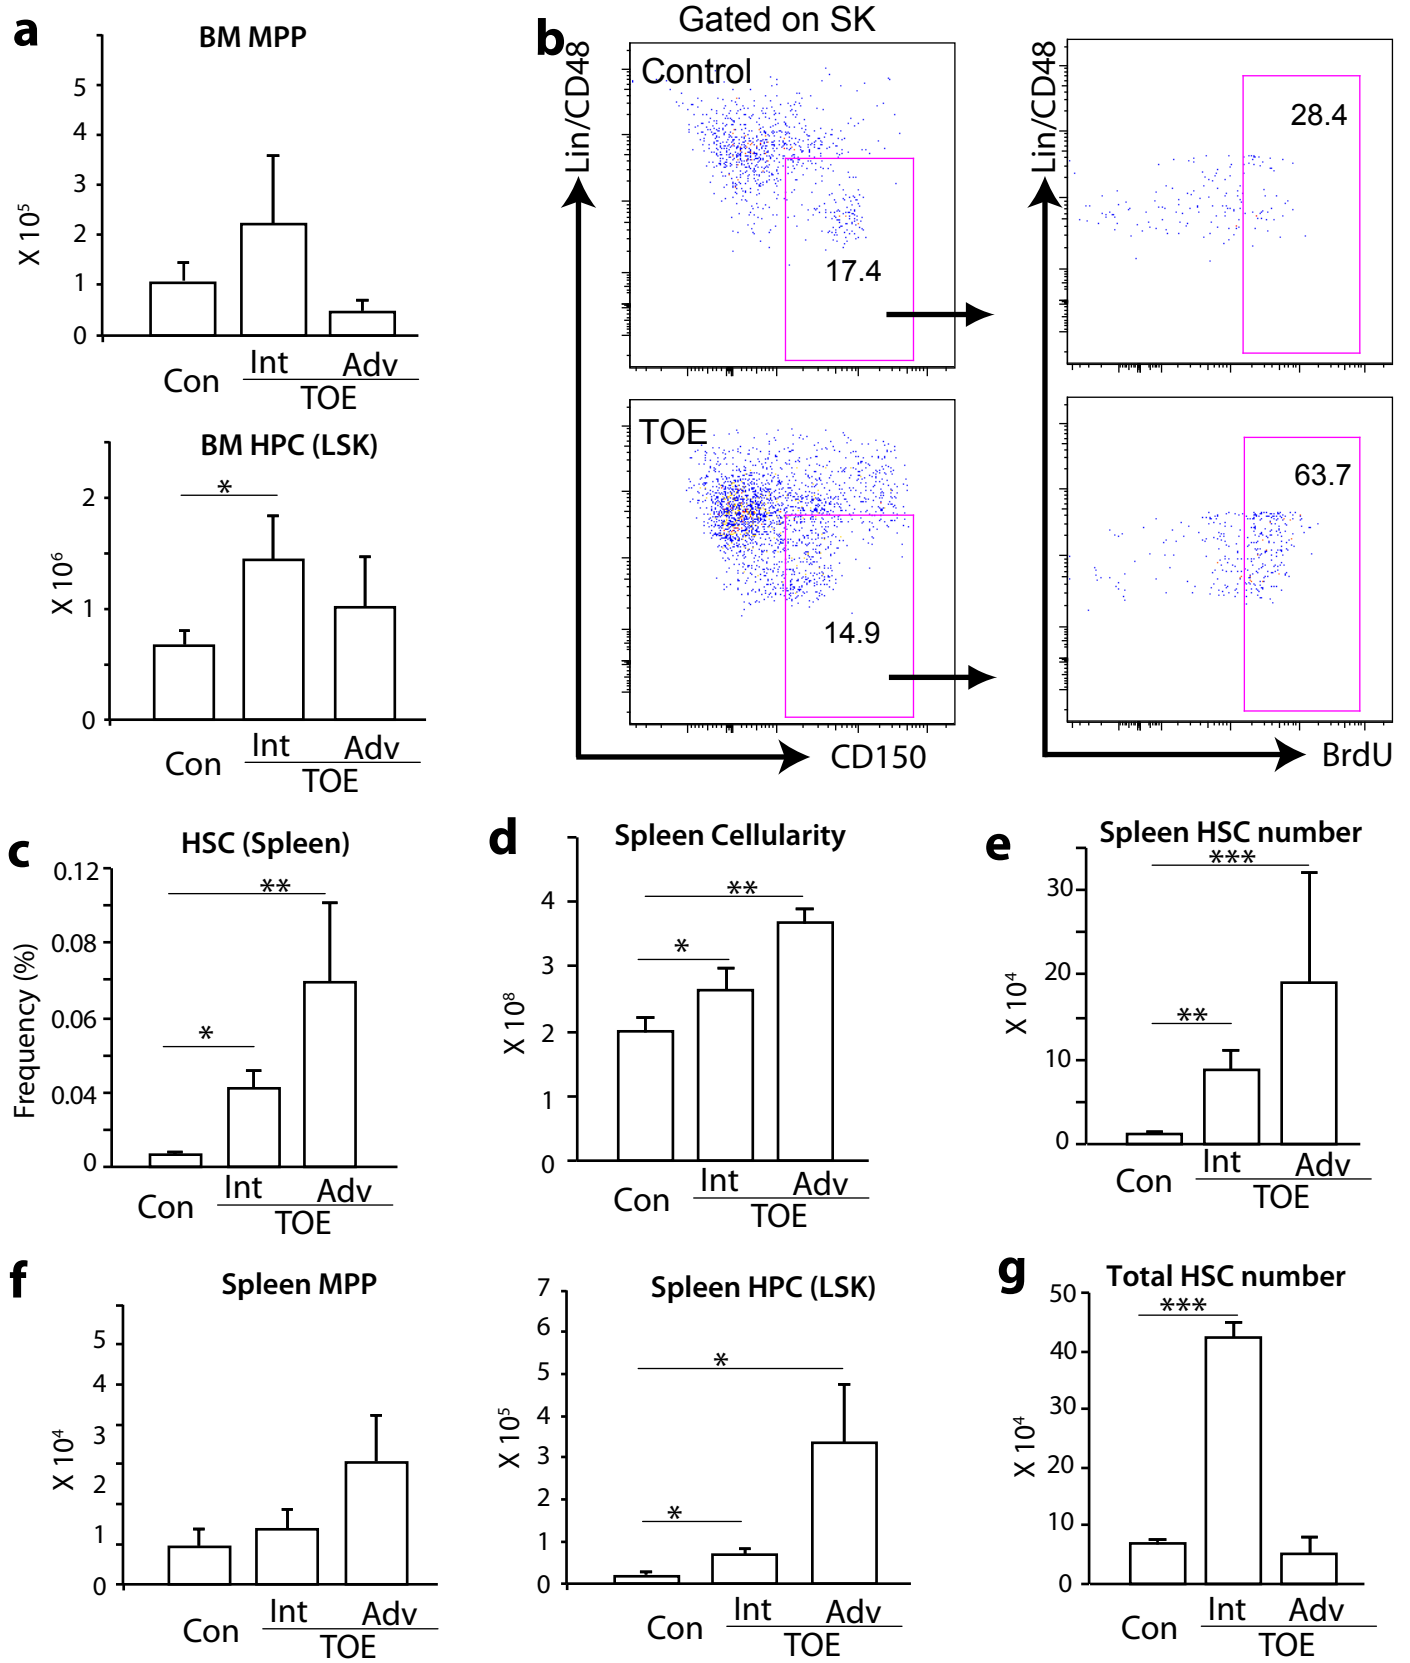 a
BM MPP
X 10⁵
5
4
3
2
1
0
Con
Int
Adv
TOE
BM HPC (LSK)
*
X 10⁶
2
1
0
Con
Int
Adv
TOE
b
Gated on SK
Lin/CD48
Control
17.4
Lin/CD48
28.4
TOE
14.9
63.7
CD150
BrdU
c
HSC (Spleen)
Frequency (%)
0.12
0.08
0.06
0.04
0
**
*
Con
Int
Adv
TOE
d
Spleen Cellularity
X 10⁸
4
3
2
1
0
**
*
Con
Int
Adv
TOE
e
Spleen HSC number
X 10⁴
30
20
10
0
***
**
Con
Int
Adv
TOE
f
Spleen MPP
X 10⁴
5
4
3
2
1
0
Con
Int
Adv
TOE
Spleen HPC (LSK)
X 10⁵
7
6
5
4
3
2
1
0
*
*
Con
Int
Adv
TOE
g
Total HSC number
X 10⁴
50
40
30
20
10
0
***
Con
Int
Adv
TOE